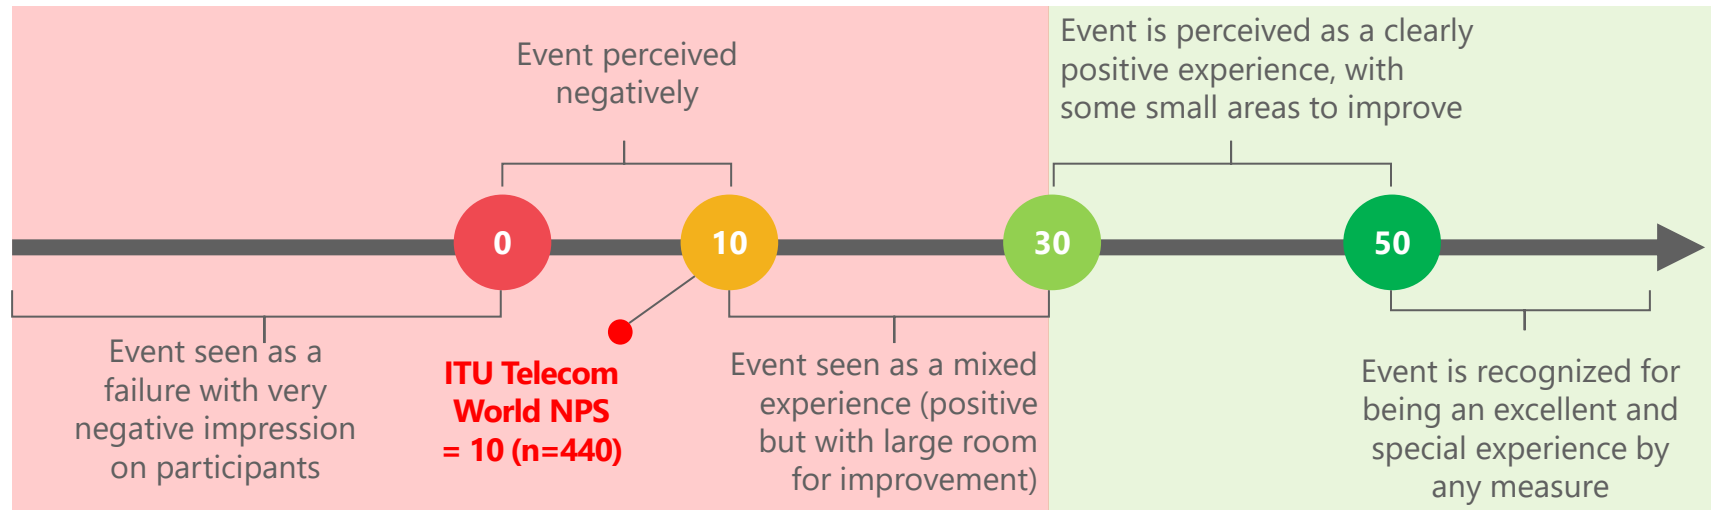 Event perceived
negatively
Event is perceived as a clearly
positive experience, with
some small areas to improve
0
10
30
50
Event seen as a
failure with very
negative impression
on participants
ITU Telecom
World NPS
= 10 (n=440)
Event seen as a mixed
experience (positive
but with large room
for improvement)
Event is recognized for
being an excellent and
special experience by
any measure